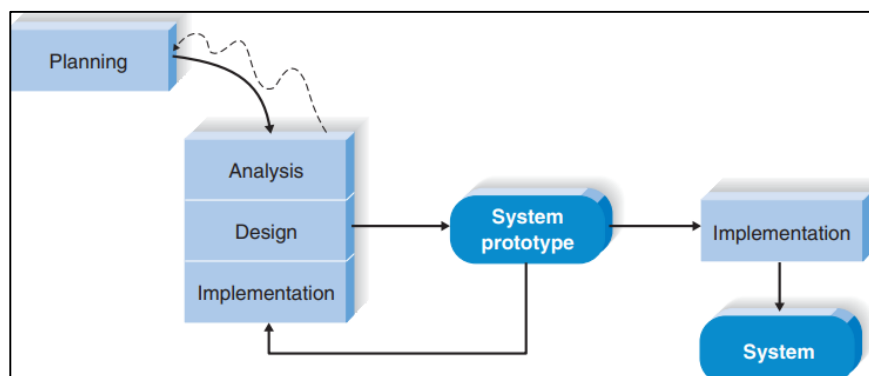 Planning
Analysis
Design
Implementation
System
prototype
Implementation
System